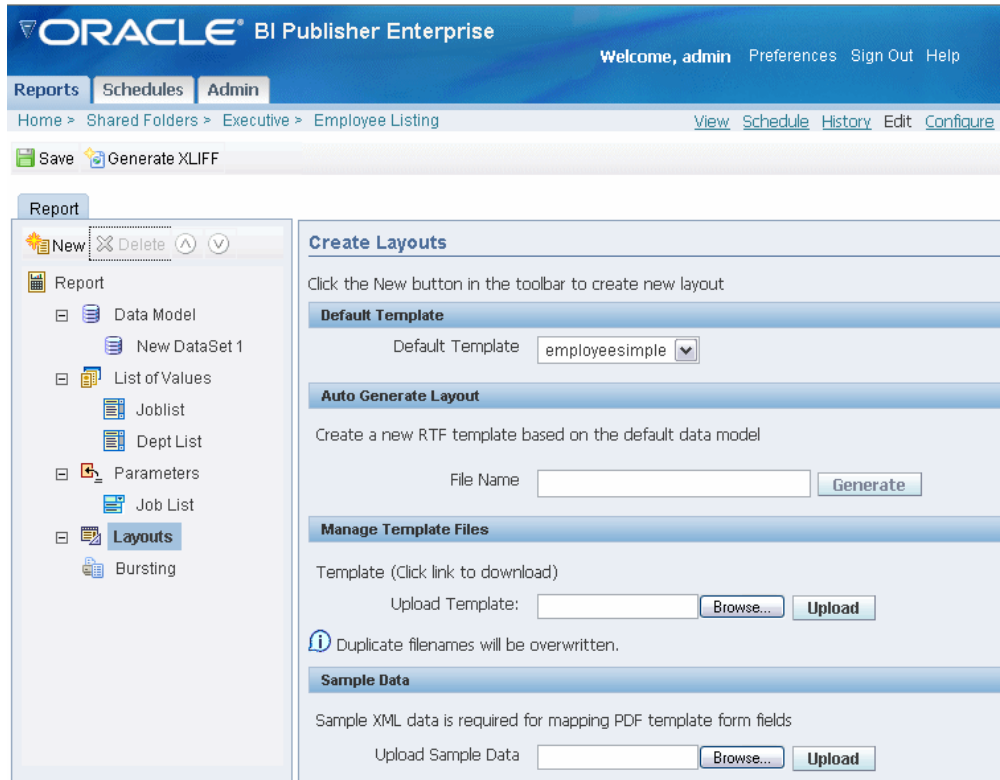 ORACLE® BI Publisher Enterprise
Welcome, admin Preferences Sign Out Help
Reports Schedules Admin
Home > Shared Folders > Executive > Employee Listing View Schedule History Edit Configure
Save Generate XLIFF
Report
New Delete
Report
Data Model
New DataSet 1
List of Values
Joblist
Dept List
Parameters
Job List
Layouts
Bursting
Create Layouts
Click the New button in the toolbar to create new layout
Default Template
Default Template employeesimple
Auto Generate Layout
Create a new RTF template based on the default data model
File Name Generate
Manage Template Files
Template (Click link to download)
Upload Template: Browse... Upload
Duplicate filenames will be overwritten.
Sample Data
Sample XML data is required for mapping PDF template form fields
Upload Sample Data Browse... Upload